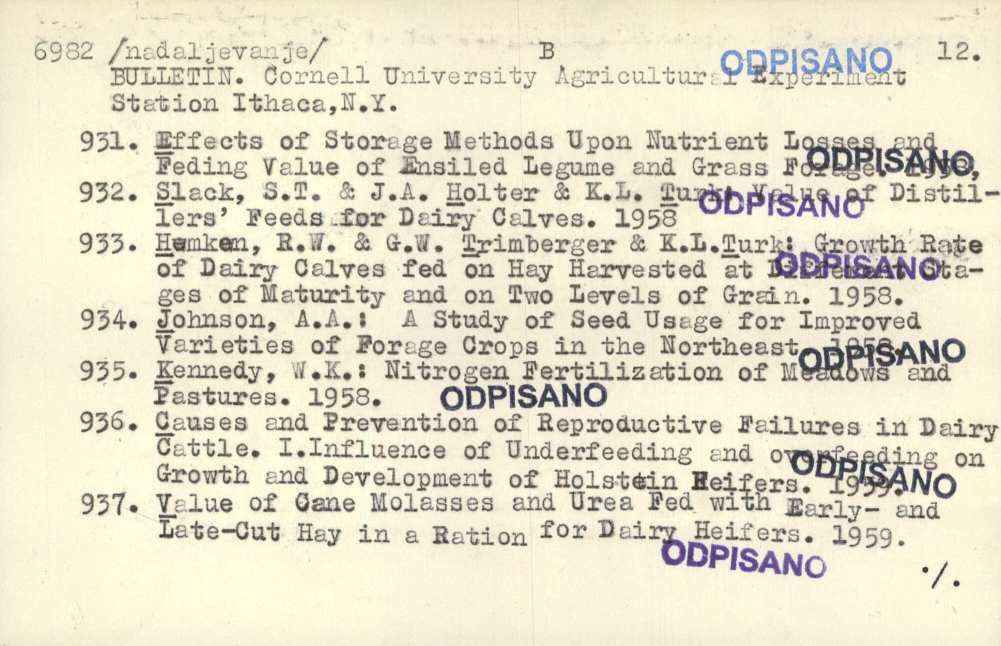 6982 /nadaljevanje/ B ODPISANO 12.
BULLETIN. Cornell University Agricultural Experiment
Station Ithaca,N.Y.
931. Effects of Storage Methods Upon Nutrient Losses and
Feding Value of Ensiled Legume and Grass Forage. 1958,
ODPISANO
932. Slack, S.T. & J.A. Holter & K.L. Turk: Value of Distil-
lers' Feeds for Dairy Calves. 1958
ODPISANO
933. Hemken, R.W. & G.W. Trimberger & K.L.Turk: Growth Rate
of Dairy Calves fed on Hay Harvested at Different Sta-
ODPISANO
ges of Maturity and on Two Levels of Grain. 1958.
934. Johnson, A.A.: A Study of Seed Usage for Improved
Varieties of Forage Crops in the Northeast. 1958.
ODPISANO
935. Kennedy, W.K.: Nitrogen Fertilization of Meadows and
Pastures. 1958. ODPISANO
936. Causes and Prevention of Reproductive Failures in Dairy
Cattle. I.Influence of Underfeeding and overfeeding on
Growth and Development of Holstein Heifers. 1959.
ODPISANO
937. Value of Cane Molasses and Urea Fed with Early- and
Late-Cut Hay in a Ration for Dairy Heifers. 1959.
ODPISANO
./.